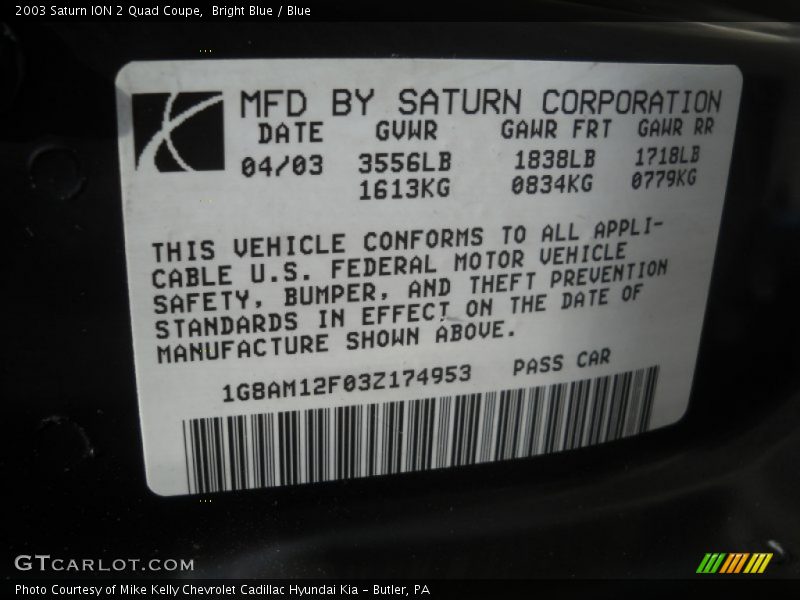 2003 Saturn ION 2 Quad Coupe,  Bright Blue / Blue
MFD BY SATURN CORPORATION
DATE GVWR GAWR FRT GAWR RR
04/03 3556LB 1838LB 1718LB
1613KG 0834KG 0779KG
THIS VEHICLE CONFORMS TO ALL APPLI-
CABLE U.S. FEDERAL MOTOR VEHICLE
SAFETY, BUMPER, AND THEFT PREVENTION
STANDARDS IN EFFECT ON THE DATE OF
MANUFACTURE SHOWN ABOVE.
1G8AM12F03Z174953 PASS CAR
GTCARLOT.COM
Photo Courtesy of Mike Kelly Chevrolet Cadillac Hyundai Kia - Butler, PA